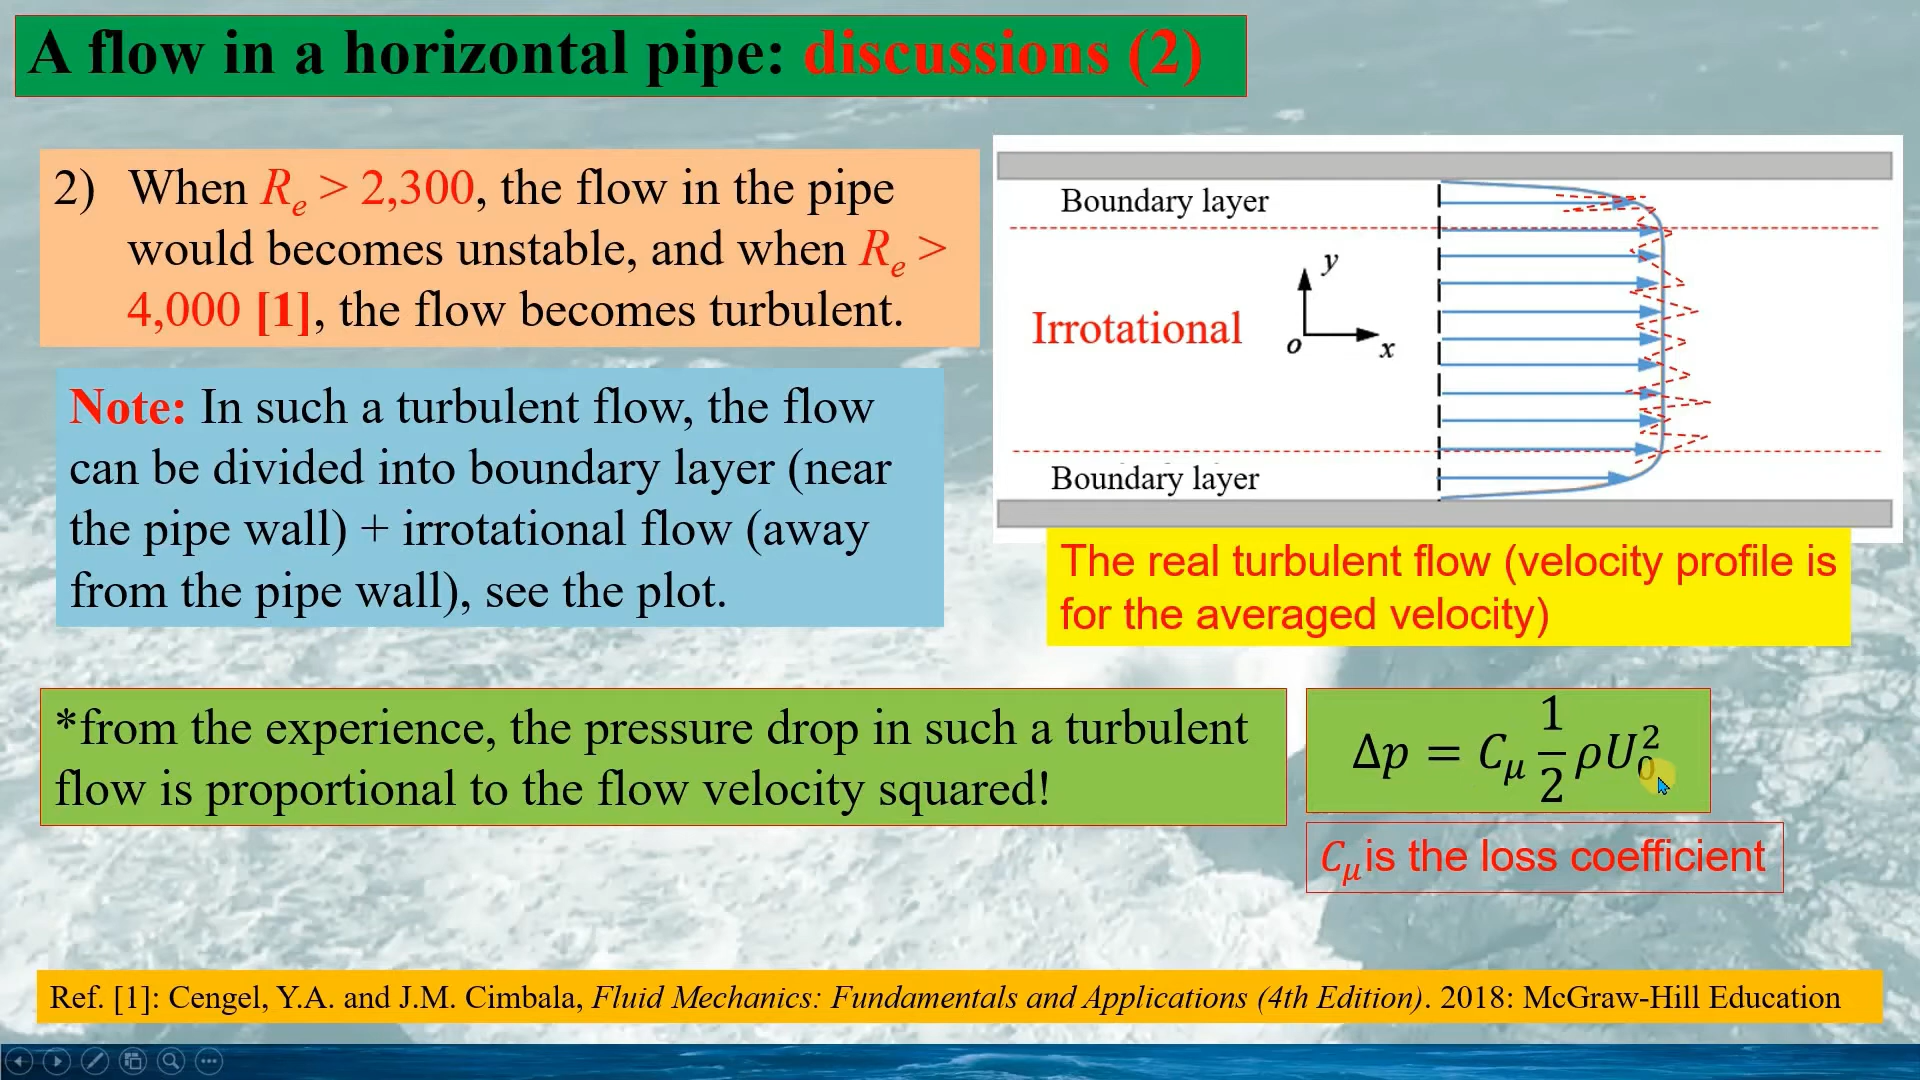 A flow in a horizontal pipe: discussions (2)
2) When Re > 2,300, the flow in the pipe
would becomes unstable, and when Re >
4,000 [1], the flow becomes turbulent.
Note: In such a turbulent flow, the flow
can be divided into boundary layer (near
the pipe wall) + irrotational flow (away
from the pipe wall), see the plot.
Boundary layer
Irrotational
y
o
x
Boundary layer
The real turbulent flow (velocity profile is
for the averaged velocity)
*from the experience, the pressure drop in such a turbulent
flow is proportional to the flow velocity squared!
Δp = Cμ 1/2 ρU0²
Cμ is the loss coefficient
Ref. [1]: Cengel, Y.A. and J.M. Cimbala, Fluid Mechanics: Fundamentals and Applications (4th Edition). 2018: McGraw-Hill Education